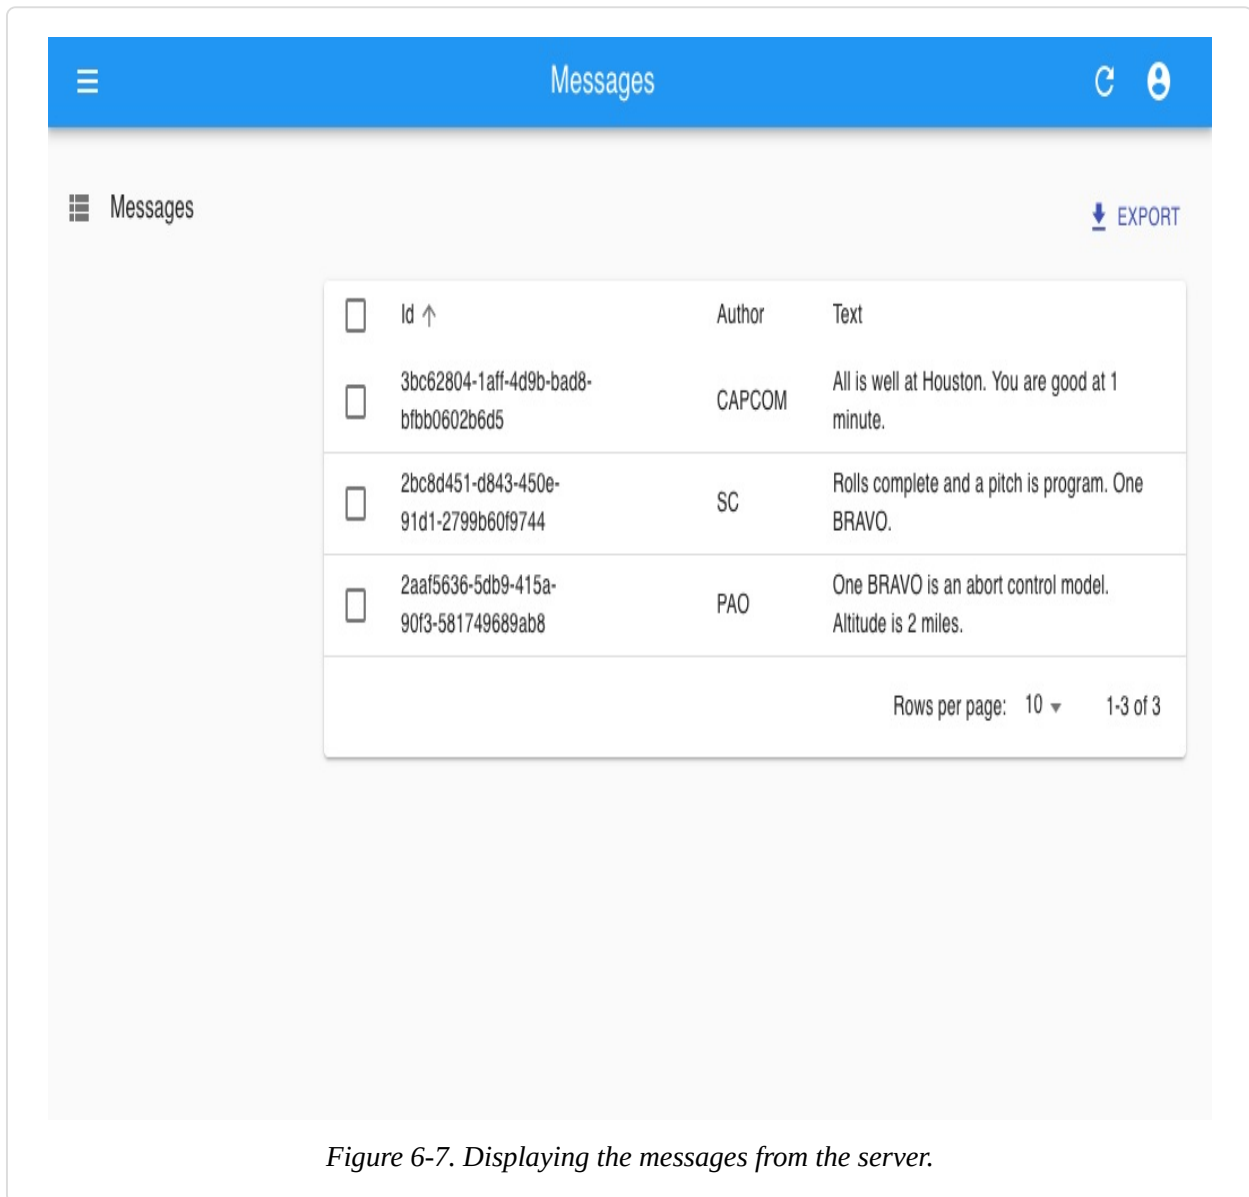 Messages
Messages
EXPORT
Id Author Text
3bc62804-1aff-4d9b-bad8-
bfbb0602b6d5
CAPCOM
All is well at Houston. You are good at 1
minute.
2bc8d451-d843-450e-
91d1-2799b60f9744
SC
Rolls complete and a pitch is program. One
BRAVO.
2aaf5636-5db9-415a-
90f3-581749689ab8
PAO
One BRAVO is an abort control model.
Altitude is 2 miles.
Rows per page: 10 1-3 of 3
Figure 6-7. Displaying the messages from the server.